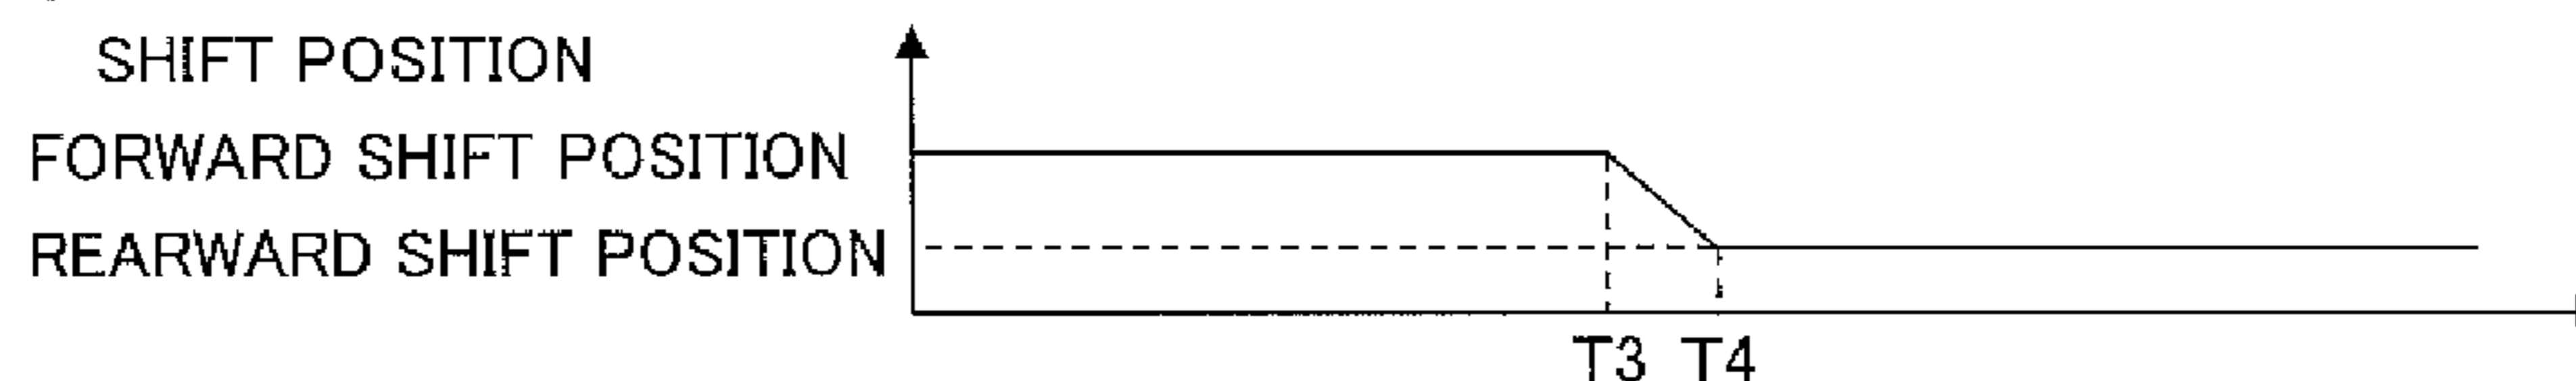 SHIFT POSITION
FORWARD SHIFT POSITION
REARWARD SHIFT POSITION
T3 T4